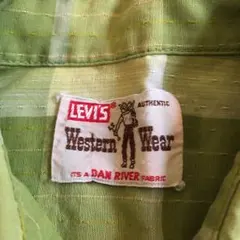 LEVI'S®
AUTHENTIC
Western Wear
IT'S A DAN RIVER FABRIC